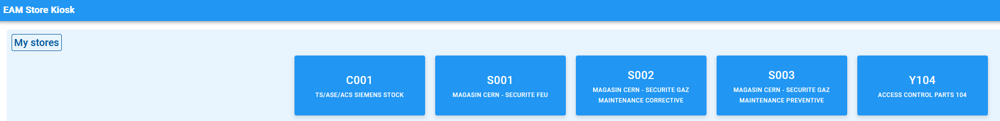 EAM Store Kiosk
My stores
C001
TS/ASE/ACS SIEMENS STOCK
S001
MAGASIN CERN - SECURITE FEU
S002
MAGASIN CERN - SECURITE GAZ
MAINTENANCE CORRECTIVE
S003
MAGASIN CERN - SECURITE GAZ
MAINTENANCE PREVENTIVE
Y104
ACCESS CONTROL PARTS 104